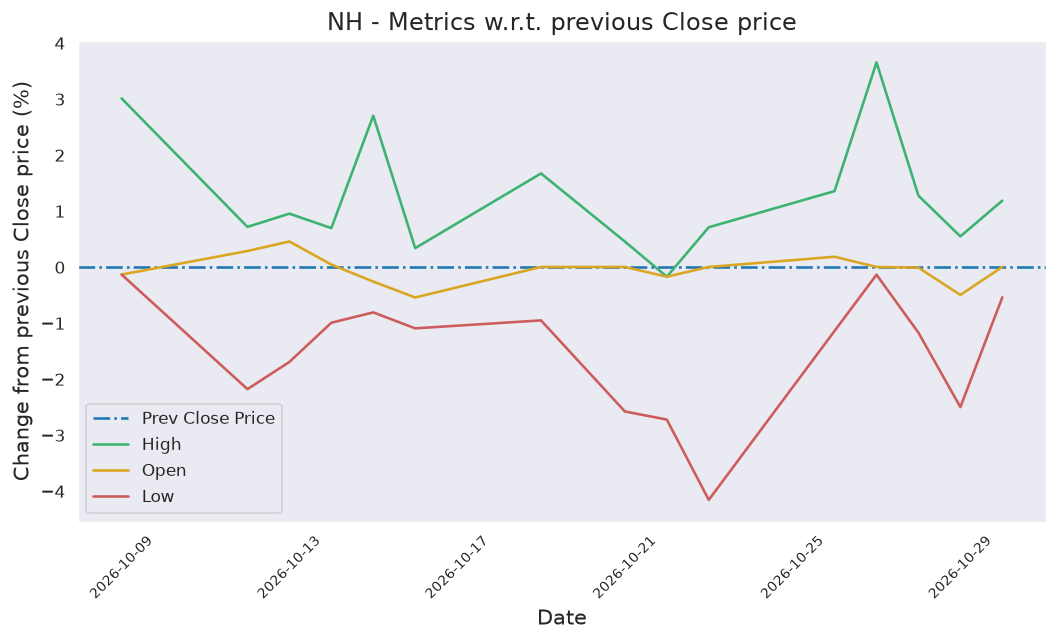 NH - Metrics w.r.t. previous Close price
Change from previous Close price (%)
4
3
2
1
0
−1
−2
−3
−4
Prev Close Price
High
Open
Low
2026-10-09
2026-10-13
2026-10-17
2026-10-21
2026-10-25
2026-10-29
Date